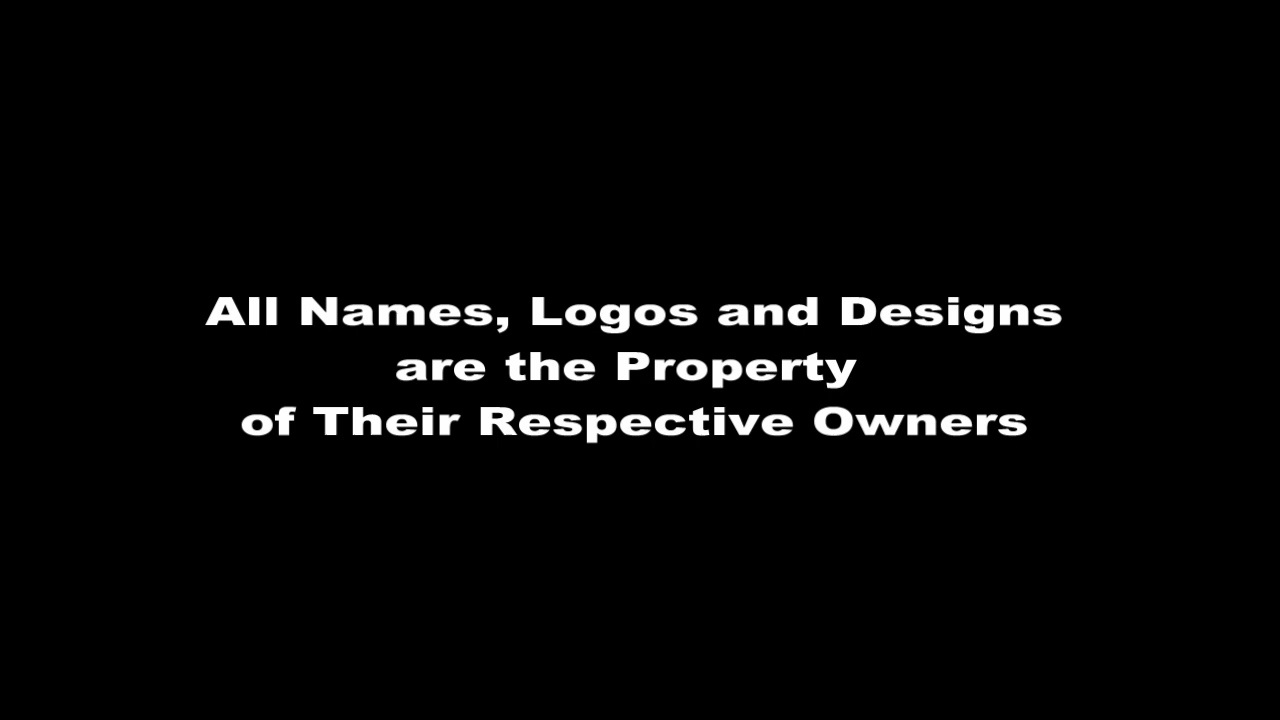 All Names, Logos and Designs
are the Property
of Their Respective Owners